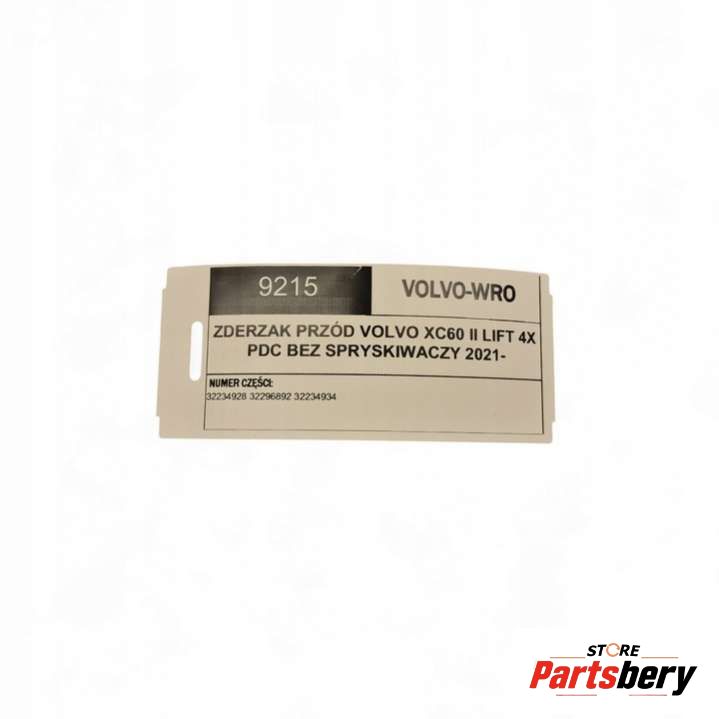 9215
VOLVO-WRO
ZDERZAK PRZÓD VOLVO XC60 II LIFT 4X
PDC BEZ SPRYSKIWACZY 2021-
NUMER CZĘŚCI:
32234928 32296892 32234934
STORE
Partsbery